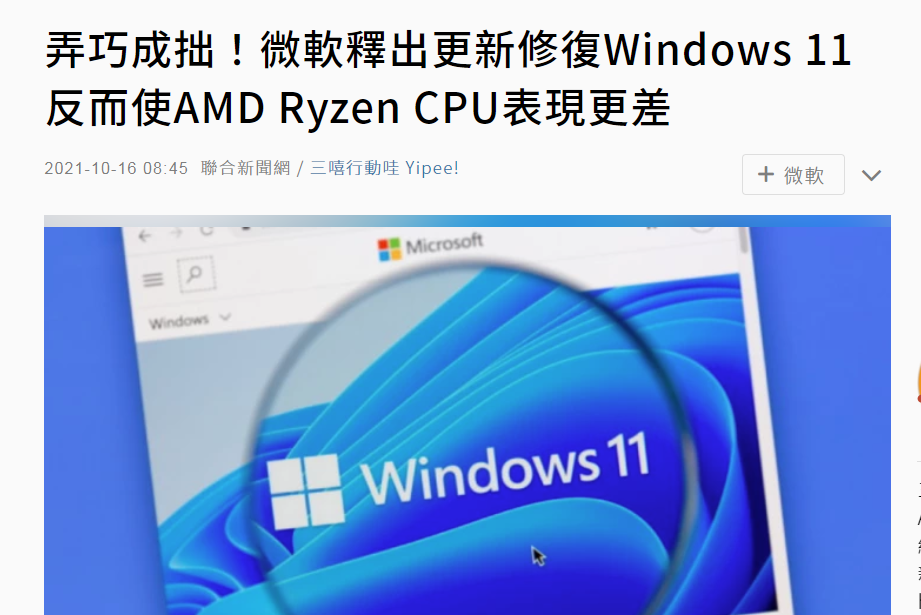 弄巧成拙！微軟釋出更新修復Windows 11
反而使AMD Ryzen CPU表現更差
2021-10-16 08:45 聯合新聞網 / 三嘻行動哇 Yipee!
+ 微軟
Microsoft
Windows
Windows 11